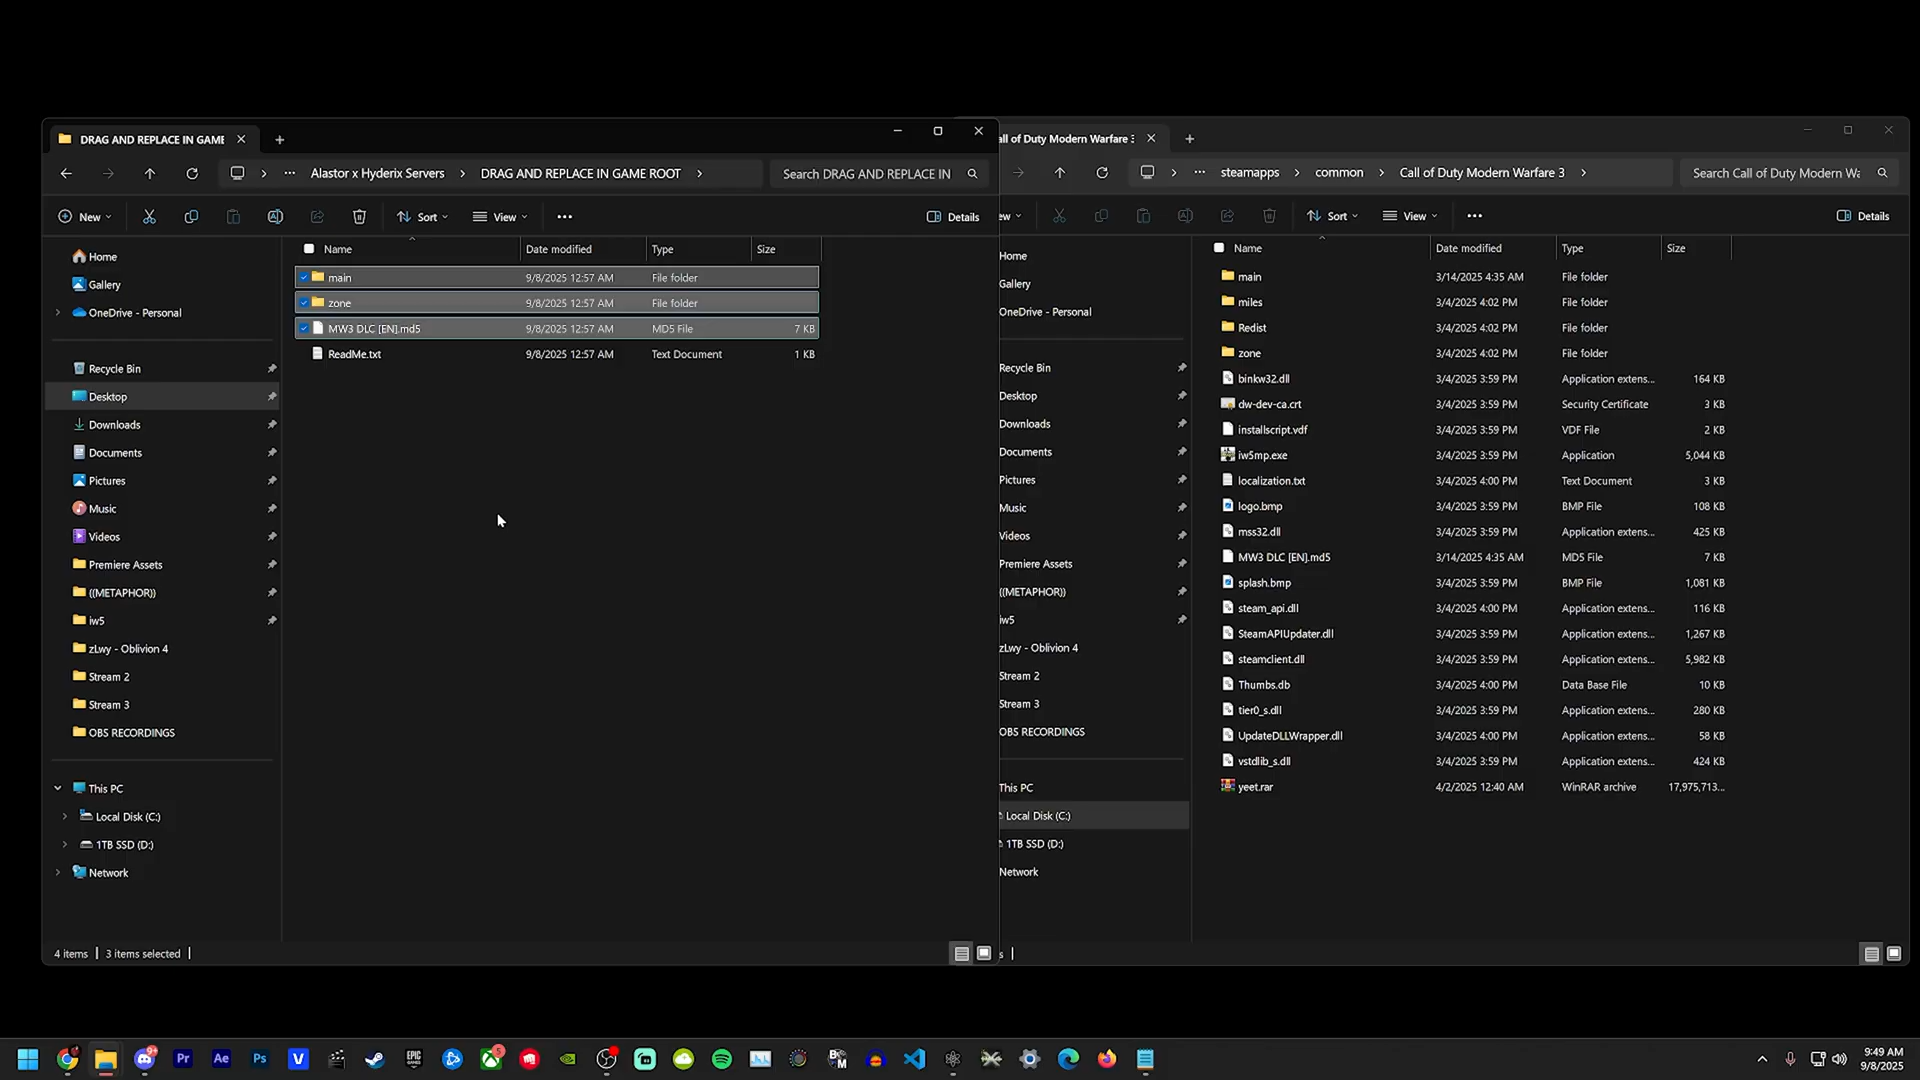 DRAG AND REPLACE IN GAME
Alastor x Hyderix Servers
DRAG AND REPLACE IN GAME ROOT
Search DRAG AND REPLACE IN
New
Sort
View
Details
Name Date modified Type Size
main 9/8/2025 12:57 AM File folder
zone 9/8/2025 12:57 AM File folder
MW3 DLC [EN].md5 9/8/2025 12:57 AM MD5 File 7 KB
ReadMe.txt 9/8/2025 12:57 AM Text Document 1 KB
Home
Gallery
OneDrive - Personal
Recycle Bin
Desktop
Downloads
Documents
Pictures
Music
Videos
Premiere Assets
((METAPHOR))
iw5
zLwy - Oblivion 4
Stream 2
Stream 3
OBS RECORDINGS
This PC
Local Disk (C:)
1TB SSD (D:)
Network
4 items
3 items selected
all of Duty Modern Warfare 3
steamapps
common
Call of Duty Modern Warfare 3
Search Call of Duty Modern Wa
ew
Sort
View
Details
Home
Gallery
OneDrive - Personal
Recycle Bin
Desktop
Downloads
Documents
Pictures
Music
Videos
Premiere Assets
((METAPHOR))
iw5
zLwy - Oblivion 4
Stream 2
Stream 3
OBS RECORDINGS
This PC
Local Disk (C:)
1TB SSD (D:)
Network
Name Date modified Type Size
main 3/14/2025 4:35 AM File folder
miles 3/4/2025 4:02 PM File folder
Redist 3/4/2025 4:02 PM File folder
zone 3/4/2025 4:02 PM File folder
binkw32.dll 3/4/2025 3:59 PM Application extens... 164 KB
dw-dev-ca.crt 3/4/2025 3:59 PM Security Certificate 3 KB
installscript.vdf 3/4/2025 3:59 PM VDF File 2 KB
iw5mp.exe 3/4/2025 3:59 PM Application 5,044 KB
localization.txt 3/4/2025 4:00 PM Text Document 3 KB
logo.bmp 3/4/2025 3:59 PM BMP File 108 KB
mss32.dll 3/4/2025 3:59 PM Application extens... 425 KB
MW3 DLC [EN].md5 3/14/2025 4:35 AM MD5 File 7 KB
splash.bmp 3/4/2025 3:59 PM BMP File 1,081 KB
steam_api.dll 3/4/2025 4:00 PM Application extens... 116 KB
SteamAPIUpdater.dll 3/4/2025 3:59 PM Application extens... 1,267 KB
steamclient.dll 3/4/2025 3:59 PM Application extens... 5,982 KB
Thumbs.db 3/4/2025 4:00 PM Data Base File 10 KB
tier0_s.dll 3/4/2025 3:59 PM Application extens... 280 KB
UpdateDLLWrapper.dll 3/4/2025 4:00 PM Application extens... 58 KB
vstdlib_s.dll 3/4/2025 3:59 PM Application extens... 424 KB
yeet.rar 4/2/2025 12:40 AM WinRAR archive 17,975,713...
s
Pr
Ae
Ps
V
EPIC GAMES
5
9:49 AM
9/8/2025